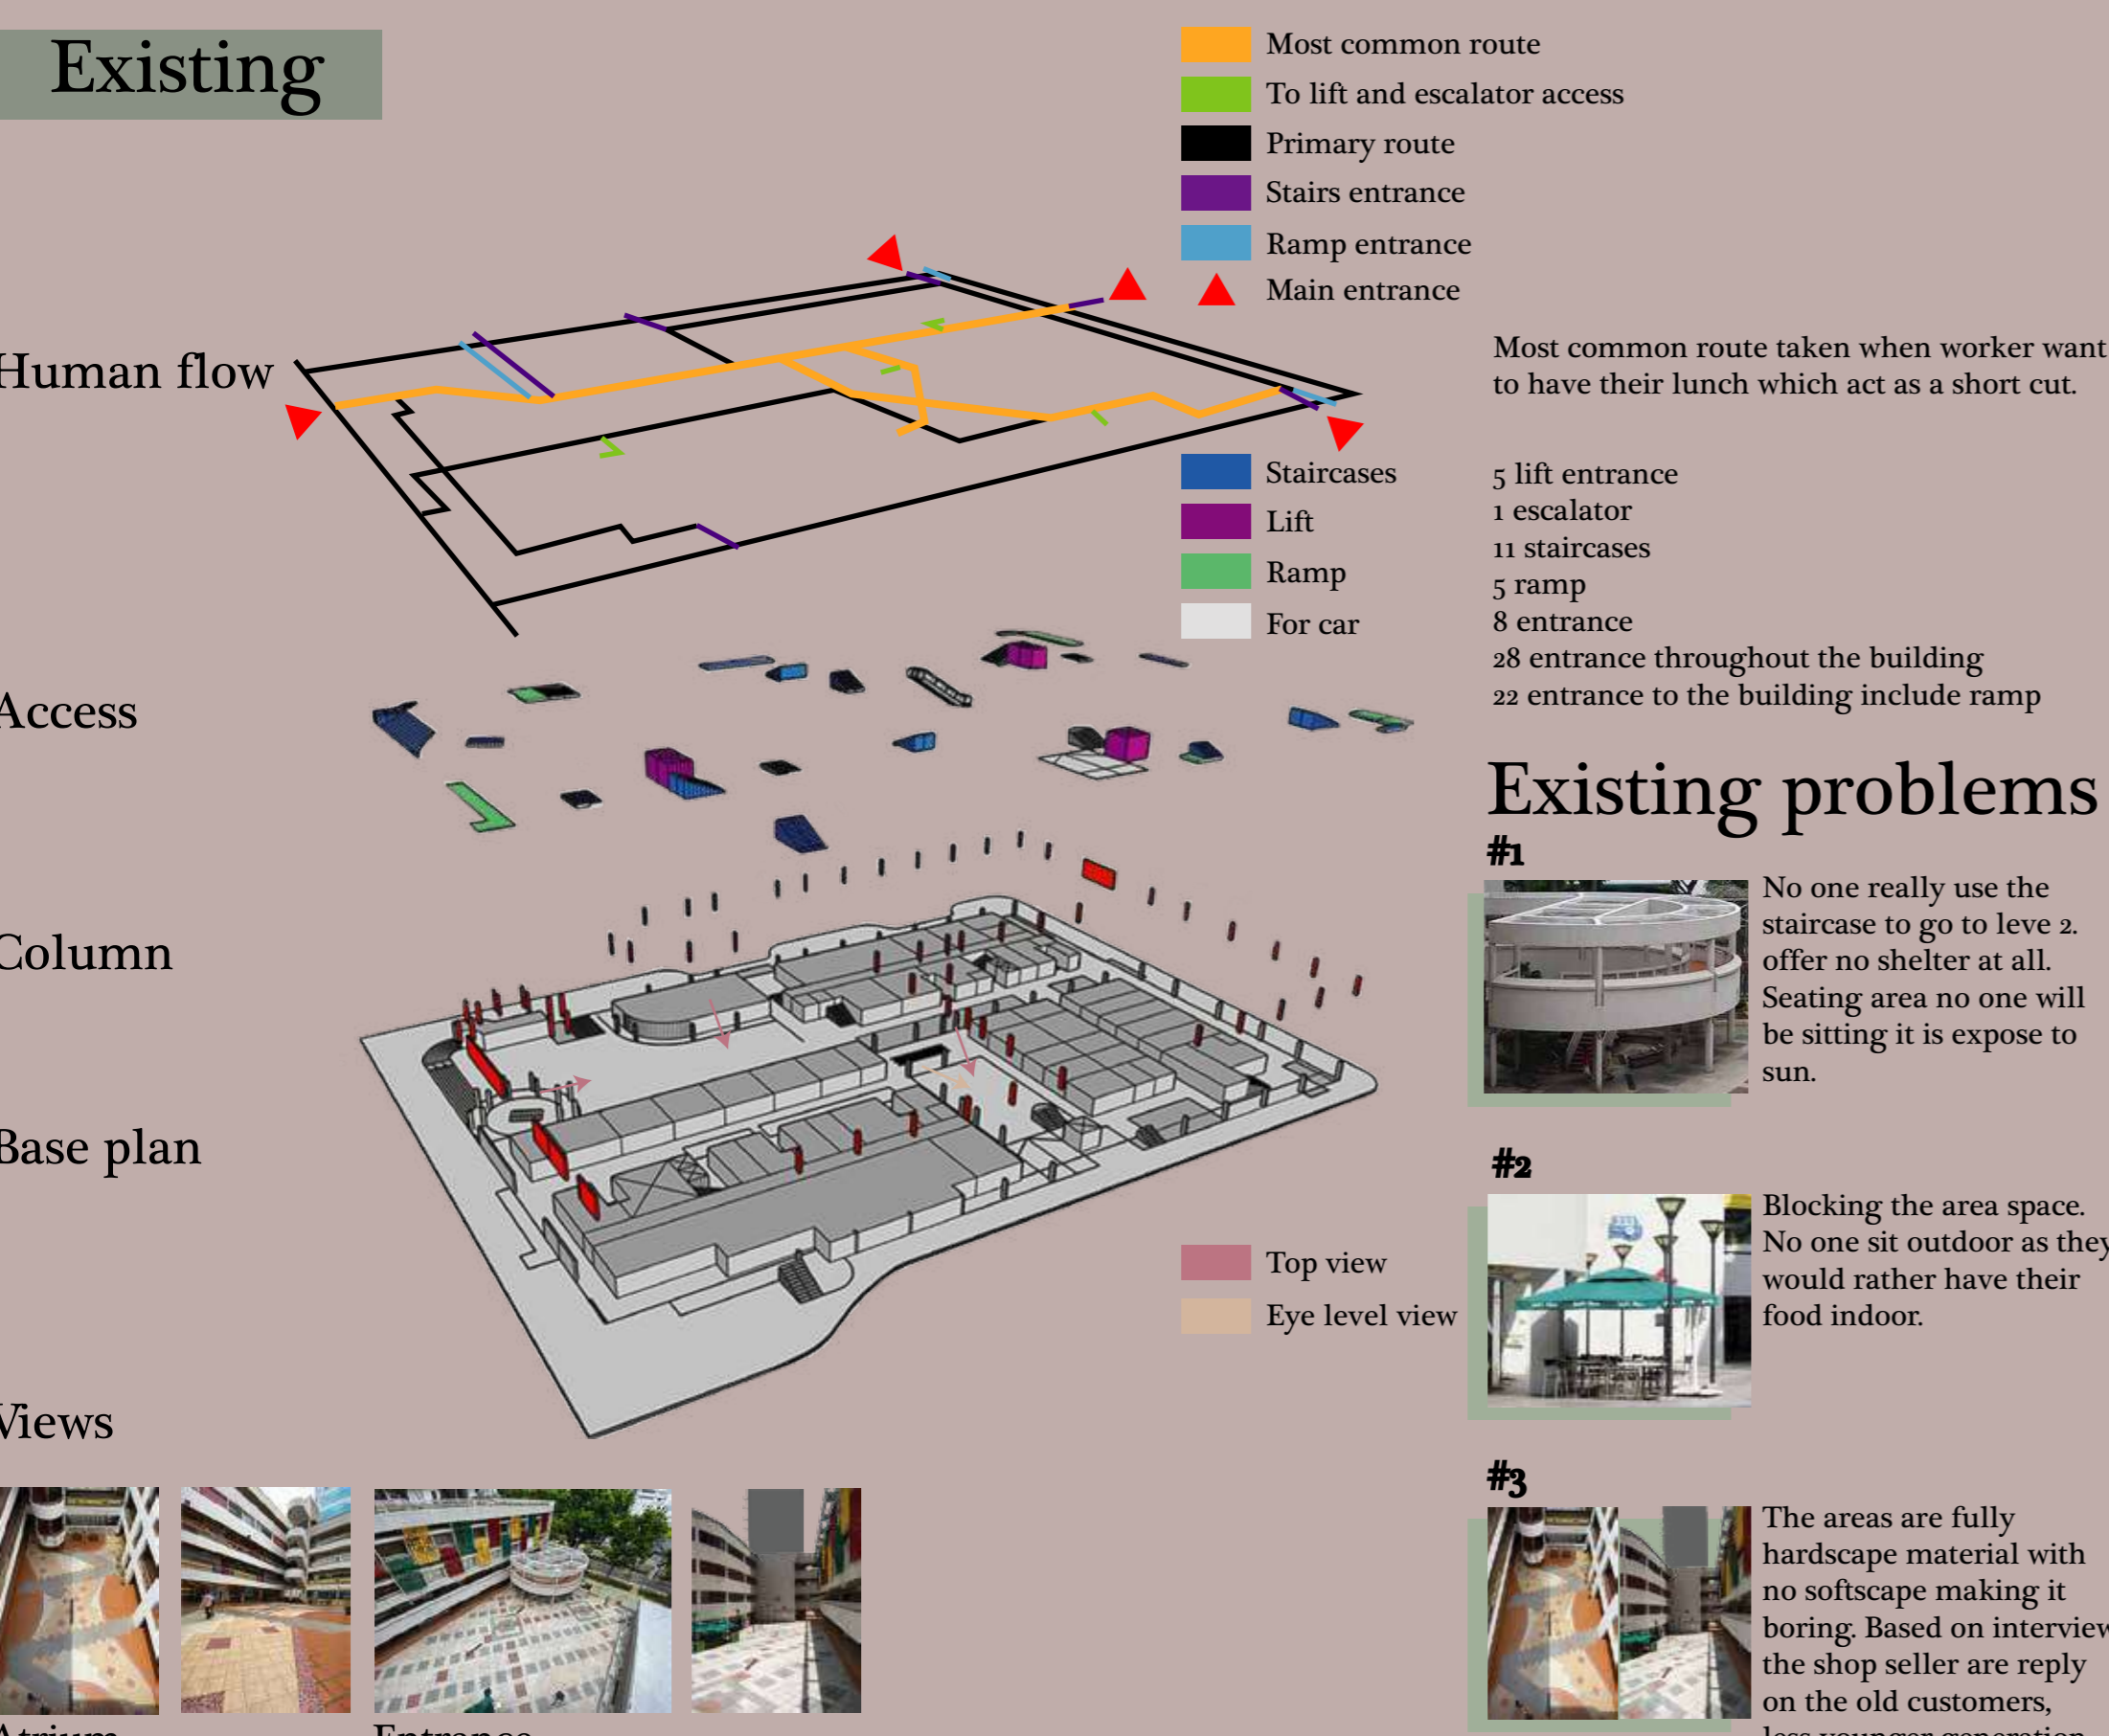 Existing
Most common route
To lift and escalator access
Primary route
Stairs entrance
Ramp entrance
Main entrance
Human flow
Most common route taken when worker want
to have their lunch which act as a short cut.
Staircases
Lift
Ramp
For car
5 lift entrance
1 escalator
11 staircases
5 ramp
8 entrance
28 entrance throughout the building
22 entrance to the building include ramp
Access
Column
Base plan
Existing problems
#1
No one really use the
staircase to go to leve 2.
offer no shelter at all.
Seating area no one will
be sitting it is expose to
sun.
#2
Blocking the area space.
No one sit outdoor as they
would rather have their
food indoor.
Top view
Eye level view
Views
#3
The areas are fully
hardscape material with
no softscape making it
boring. Based on interview
the shop seller are reply
on the old customers,
less younger generation
Atrium
Entrance